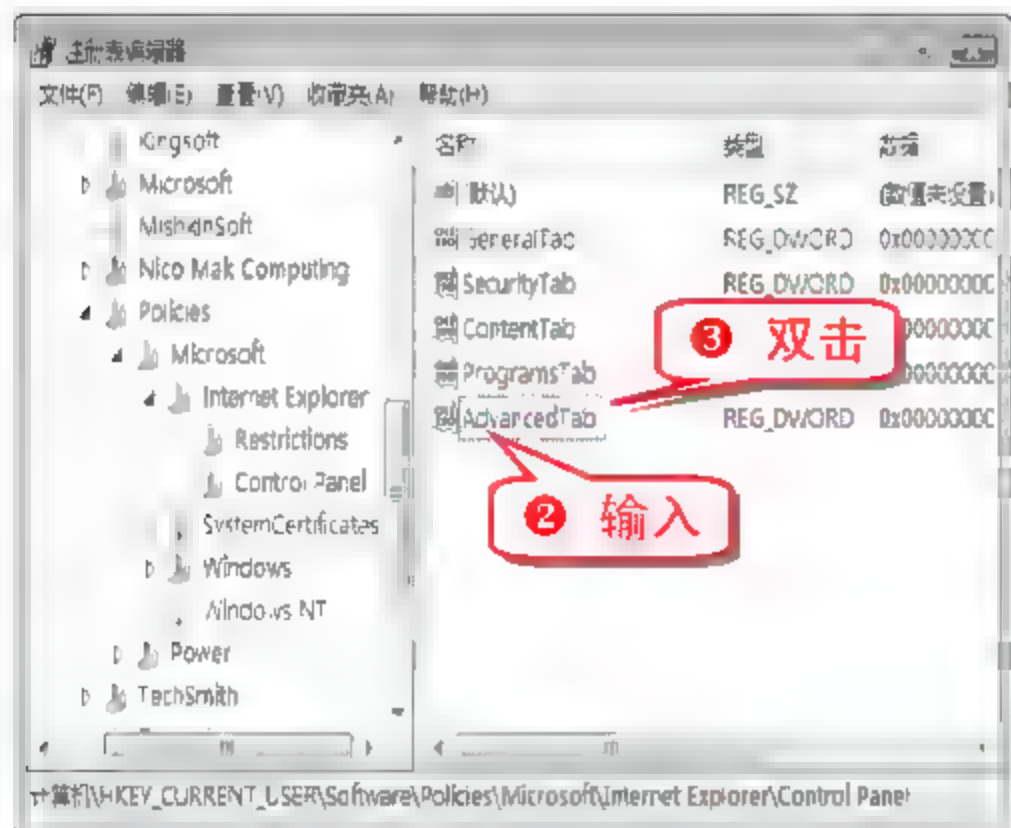 注册表编辑器
文件(F) 编辑(E) 查看(V) 收藏夹(A) 帮助(H)
Kingsoft
Microsoft
Nico Mak Computing
Policies
Microsoft
Internet Explorer
Restrictions
Control Panel
SystemCertificates
Windows
Windows NT
Power
TechSmith
名称 类型 数据
(默认) REG_SZ (数值未设置)
GeneralTab REG_DWORD
SecurityTab REG_DWORD
ContentTab
ProgramsTab
AdvancedTab REG_DWORD
❸ 双击
❷ 输入
计算机\HKEY_CURRENT_USER\Software\Policies\Microsoft\Internet Explorer\Control Panel